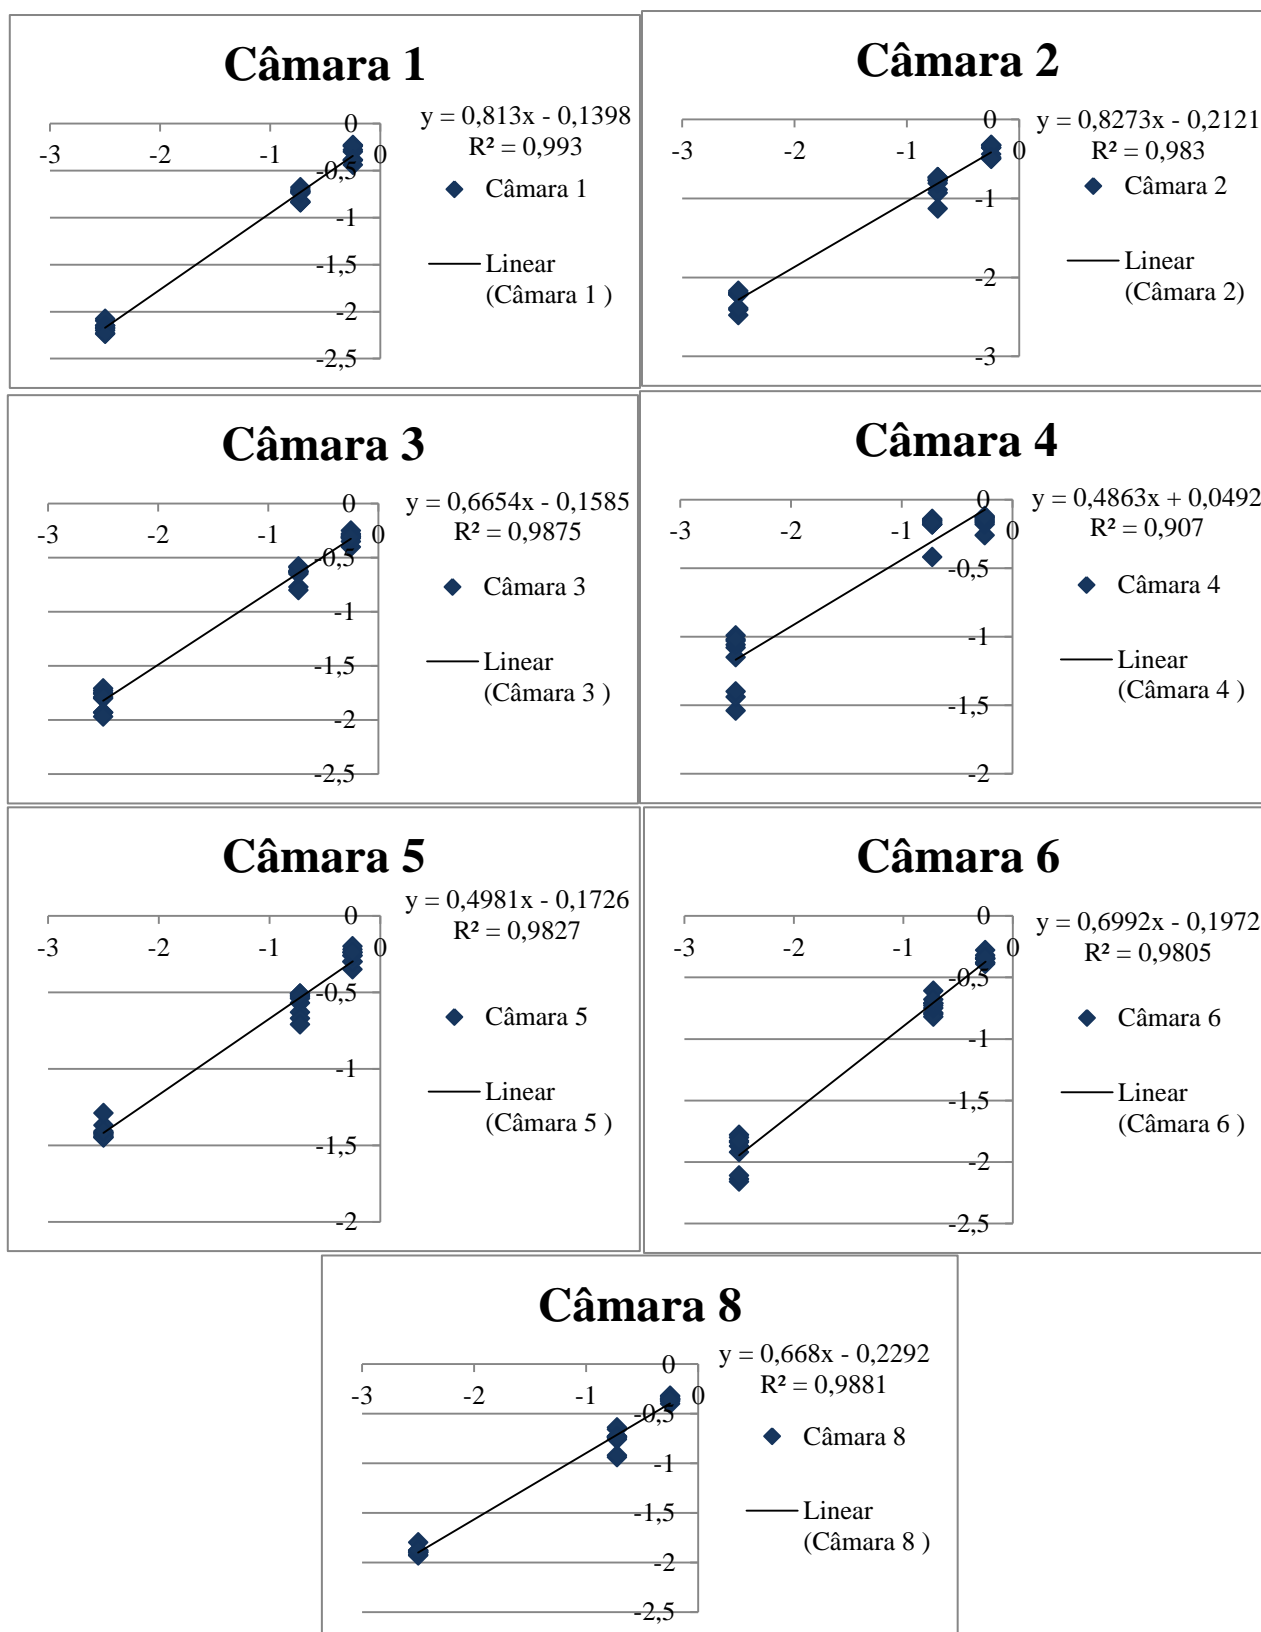 Câmara 1
y = 0,813x - 0,1398
R² = 0,993
0
-3 -2 -1 0
-0,5
-1
-1,5
-2
-2,5
Câmara 1
Linear
(Câmara 1 )
Câmara 2
y = 0,8273x - 0,2121
R² = 0,983
0
-3 -2 -1 0
-1
-2
-3
Câmara 2
Linear
(Câmara 2)
Câmara 3
y = 0,6654x - 0,1585
R² = 0,9875
0
-3 -2 -1 0
-0,5
-1
-1,5
-2
-2,5
Câmara 3
Linear
(Câmara 3 )
Câmara 4
y = 0,4863x + 0,0492
R² = 0,907
0
-3 -2 -1 0
-0,5
-1
-1,5
-2
Câmara 4
Linear
(Câmara 4 )
Câmara 5
y = 0,4981x - 0,1726
R² = 0,9827
0
-3 -2 -1 0
-0,5
-1
-1,5
-2
Câmara 5
Linear
(Câmara 5 )
Câmara 6
y = 0,6992x - 0,1972
R² = 0,9805
0
-3 -2 -1 0
-0,5
-1
-1,5
-2
-2,5
Câmara 6
Linear
(Câmara 6 )
Câmara 8
y = 0,668x - 0,2292
R² = 0,9881
0
-3 -2 -1 0
-0,5
-1
-1,5
-2
-2,5
Câmara 8
Linear
(Câmara 8 )